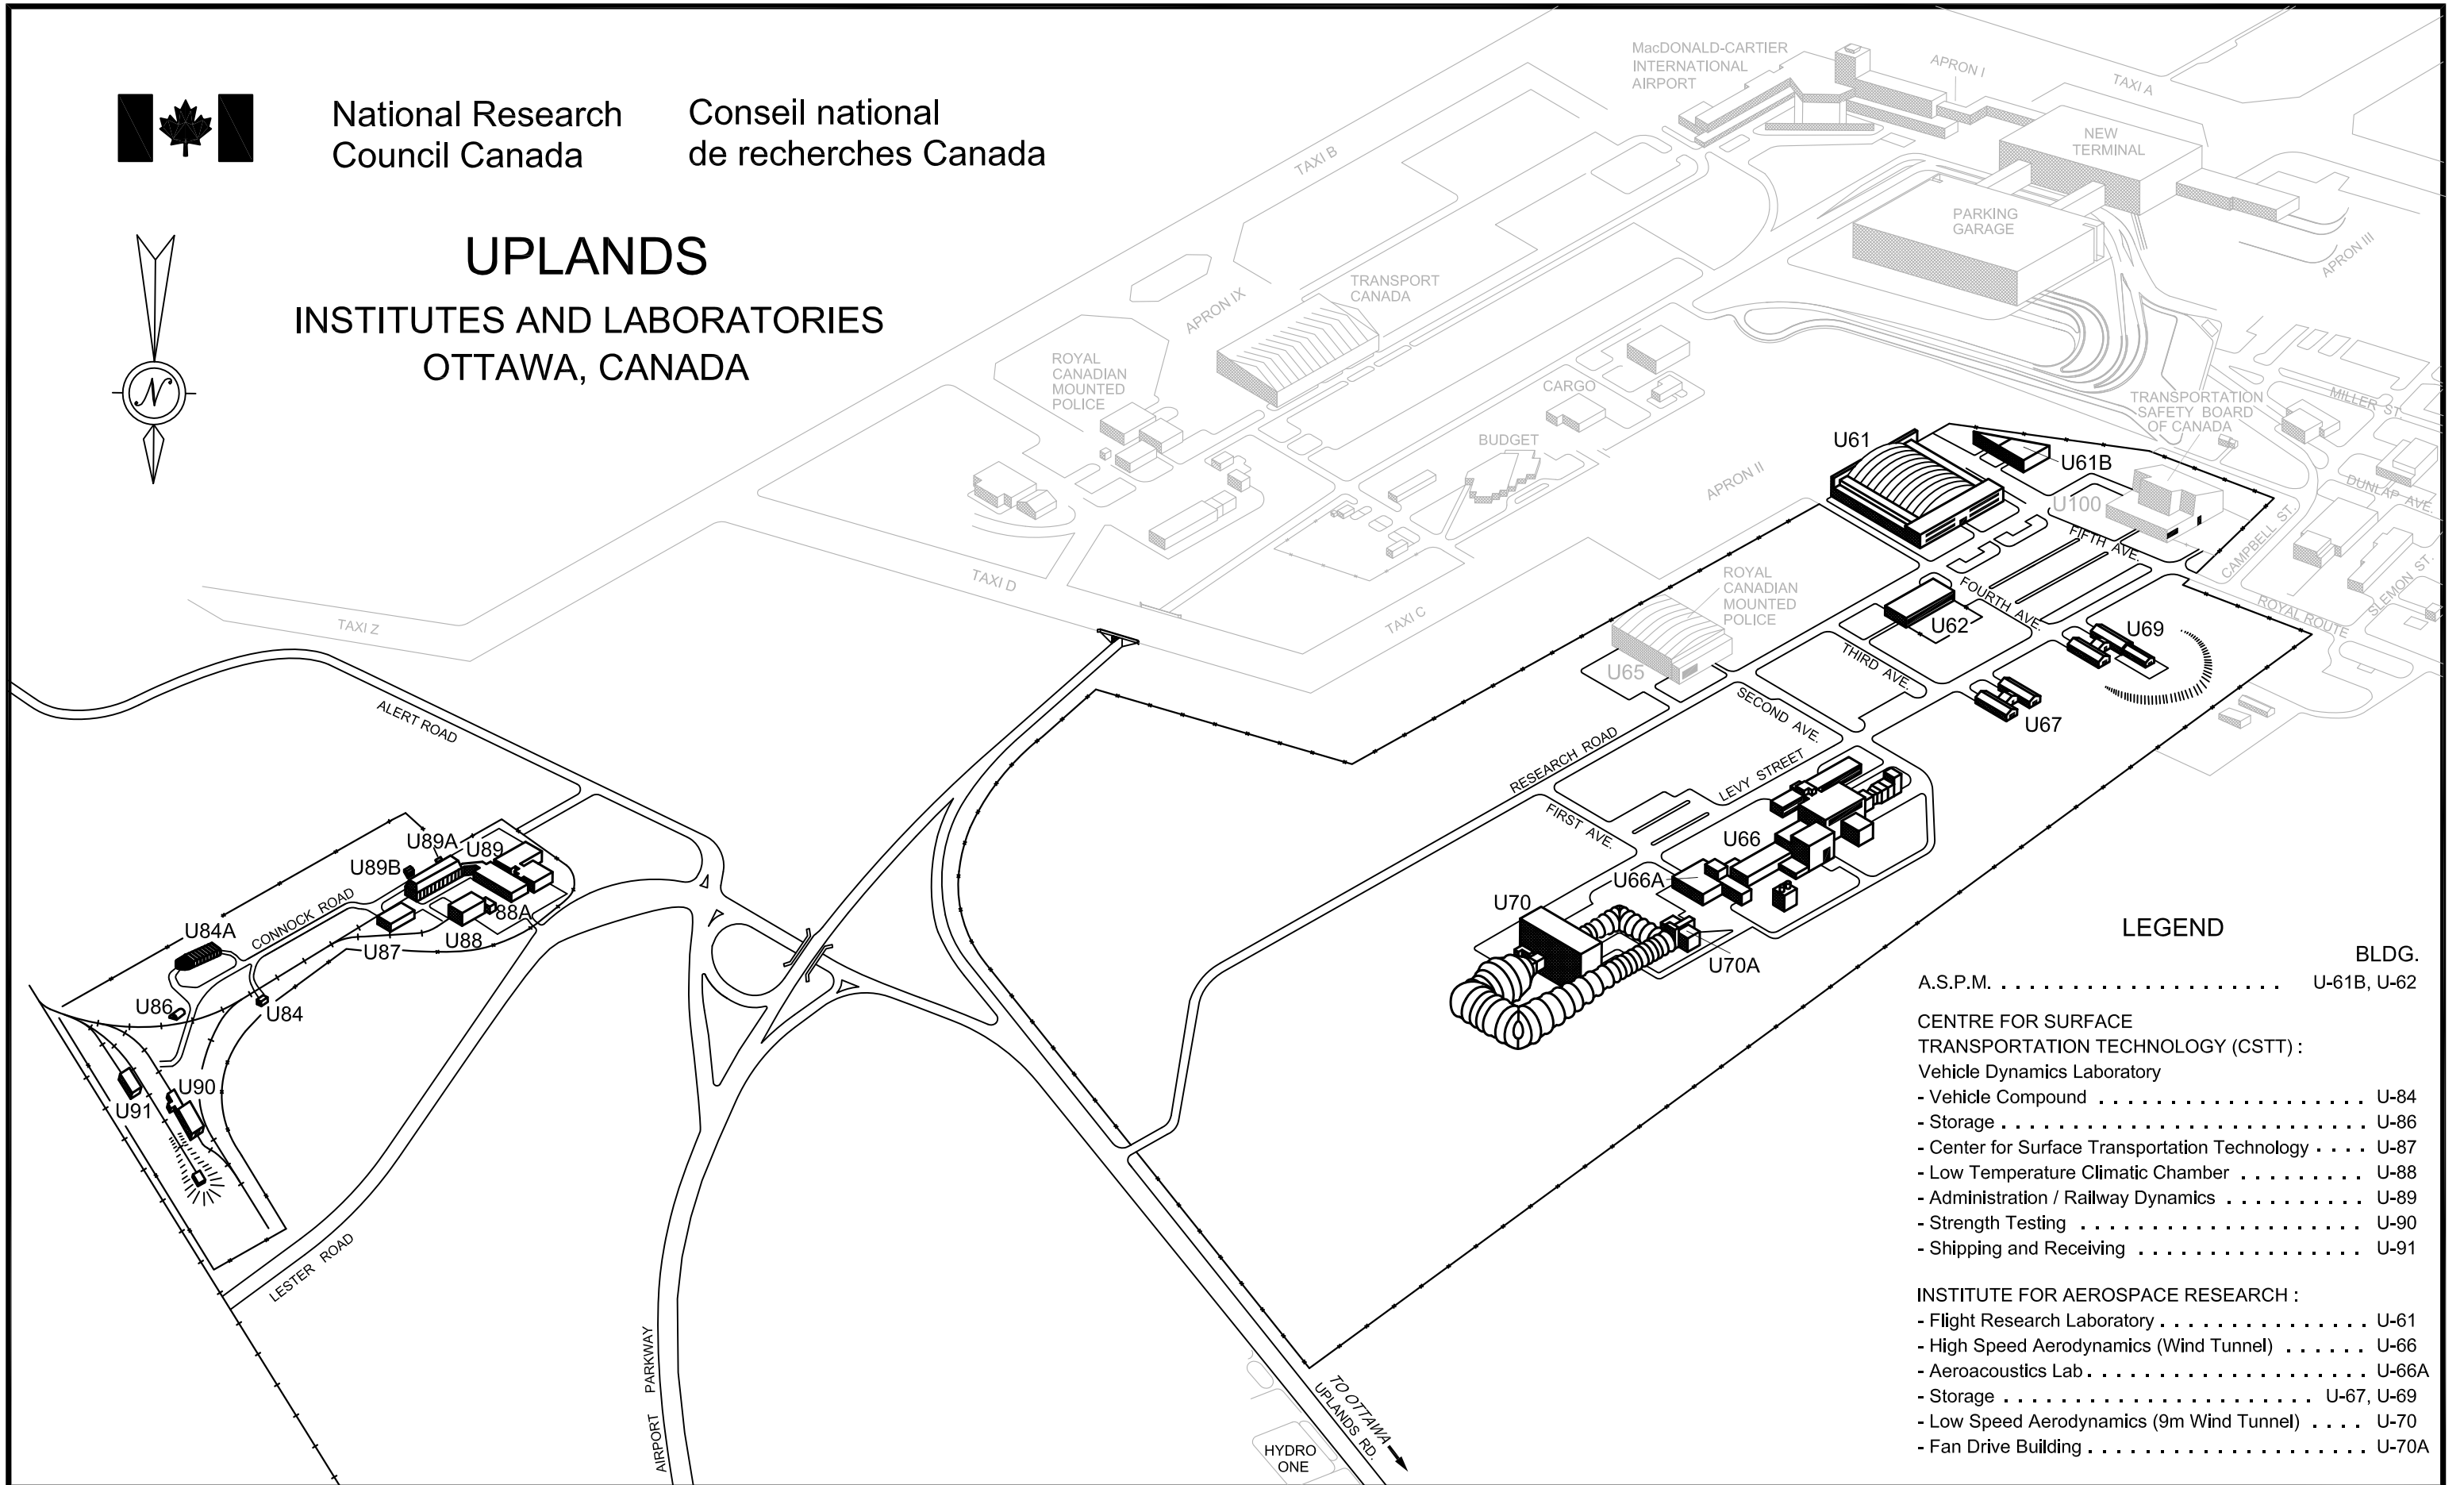 National Research
Council Canada
Conseil national
de recherches Canada
UPLANDS
INSTITUTES AND LABORATORIES
OTTAWA, CANADA
N
MacDONALD-CARTIER
INTERNATIONAL
AIRPORT
APRON I
TAXI A
NEW
TERMINAL
PARKING
GARAGE
APRON III
TAXI B
APRON IX
TRANSPORT
CANADA
ROYAL
CANADIAN
MOUNTED
POLICE
CARGO
BUDGET
APRON II
TRANSPORTATION
SAFETY BOARD
OF CANADA
MILLER ST.
DUNLAP AVE.
CAMPBELL ST.
SLEMON ST.
ROYAL ROUTE
U61
U61B
U100
FIFTH AVE.
FOURTH AVE.
U62
THIRD AVE.
U69
U67
ROYAL
CANADIAN
MOUNTED
POLICE
U65
SECOND AVE.
TAXI D
TAXI C
TAXI Z
ALERT ROAD
RESEARCH ROAD
LEVY STREET
FIRST AVE.
U66
U66A
U70
U70A
U89A
U89
U89B
CONNOCK ROAD
88A
U88
U87
U84A
U86
U84
U90
U91
LESTER ROAD
AIRPORT PARKWAY
TO OTTAWA
UPLANDS RD.
HYDRO
ONE
LEGEND
BLDG.
A.S.P.M. . . . . . . . . . . . . . . . . . . . . U-61B, U-62
CENTRE FOR SURFACE
TRANSPORTATION TECHNOLOGY (CSTT) :
Vehicle Dynamics Laboratory
- Vehicle Compound . . . . . . . . . . . . . . . . . . . U-84
- Storage . . . . . . . . . . . . . . . . . . . . . . . . . U-86
- Center for Surface Transportation Technology . . . . U-87
- Low Temperature Climatic Chamber . . . . . . . . . U-88
- Administration / Railway Dynamics . . . . . . . . . . U-89
- Strength Testing . . . . . . . . . . . . . . . . . . . . U-90
- Shipping and Receiving . . . . . . . . . . . . . . . . U-91
INSTITUTE FOR AEROSPACE RESEARCH :
- Flight Research Laboratory . . . . . . . . . . . . . . . U-61
- High Speed Aerodynamics (Wind Tunnel) . . . . . . U-66
- Aeroacoustics Lab . . . . . . . . . . . . . . . . . . . . U-66A
- Storage . . . . . . . . . . . . . . . . . . . . . . . U-67, U-69
- Low Speed Aerodynamics (9m Wind Tunnel) . . . . U-70
- Fan Drive Building . . . . . . . . . . . . . . . . . . . . U-70A